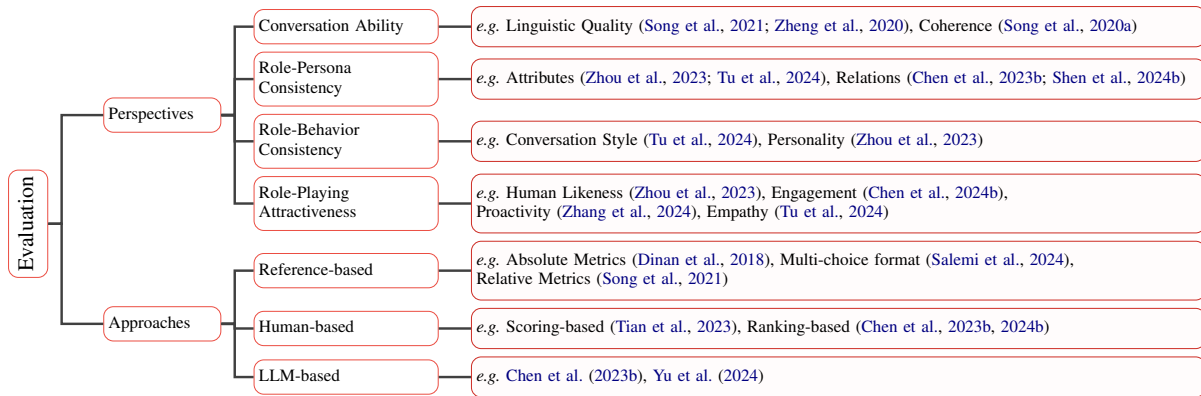 Evaluation
Perspectives
Conversation Ability
e.g. Linguistic Quality (Song et al., 2021; Zheng et al., 2020), Coherence (Song et al., 2020a)
Role-Persona
Consistency
e.g. Attributes (Zhou et al., 2023; Tu et al., 2024), Relations (Chen et al., 2023b; Shen et al., 2024b)
Role-Behavior
Consistency
e.g. Conversation Style (Tu et al., 2024), Personality (Zhou et al., 2023)
Role-Playing
Attractiveness
e.g. Human Likeness (Zhou et al., 2023), Engagement (Chen et al., 2024b),
Proactivity (Zhang et al., 2024), Empathy (Tu et al., 2024)
Approaches
Reference-based
e.g. Absolute Metrics (Dinan et al., 2018), Multi-choice format (Salemi et al., 2024),
Relative Metrics (Song et al., 2021)
Human-based
e.g. Scoring-based (Tian et al., 2023), Ranking-based (Chen et al., 2023b, 2024b)
LLM-based
e.g. Chen et al. (2023b), Yu et al. (2024)